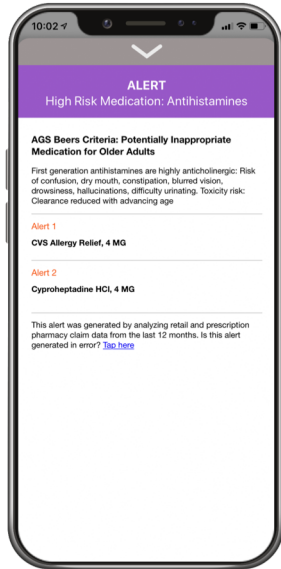 10:02
ALERT
High Risk Medication: Antihistamines
AGS Beers Criteria: Potentially Inappropriate
Medication for Older Adults
First generation antihistamines are highly anticholinergic: Risk
of confusion, dry mouth, constipation, blurred vision,
drowsiness, hallucinations, difficulty urinating. Toxicity risk:
Clearance reduced with advancing age
Alert 1
CVS Allergy Relief, 4 MG
Alert 2
Cyproheptadine HCl, 4 MG
This alert was generated by analyzing retail and prescription
pharmacy claim data from the last 12 months. Is this alert
generated in error? Tap here